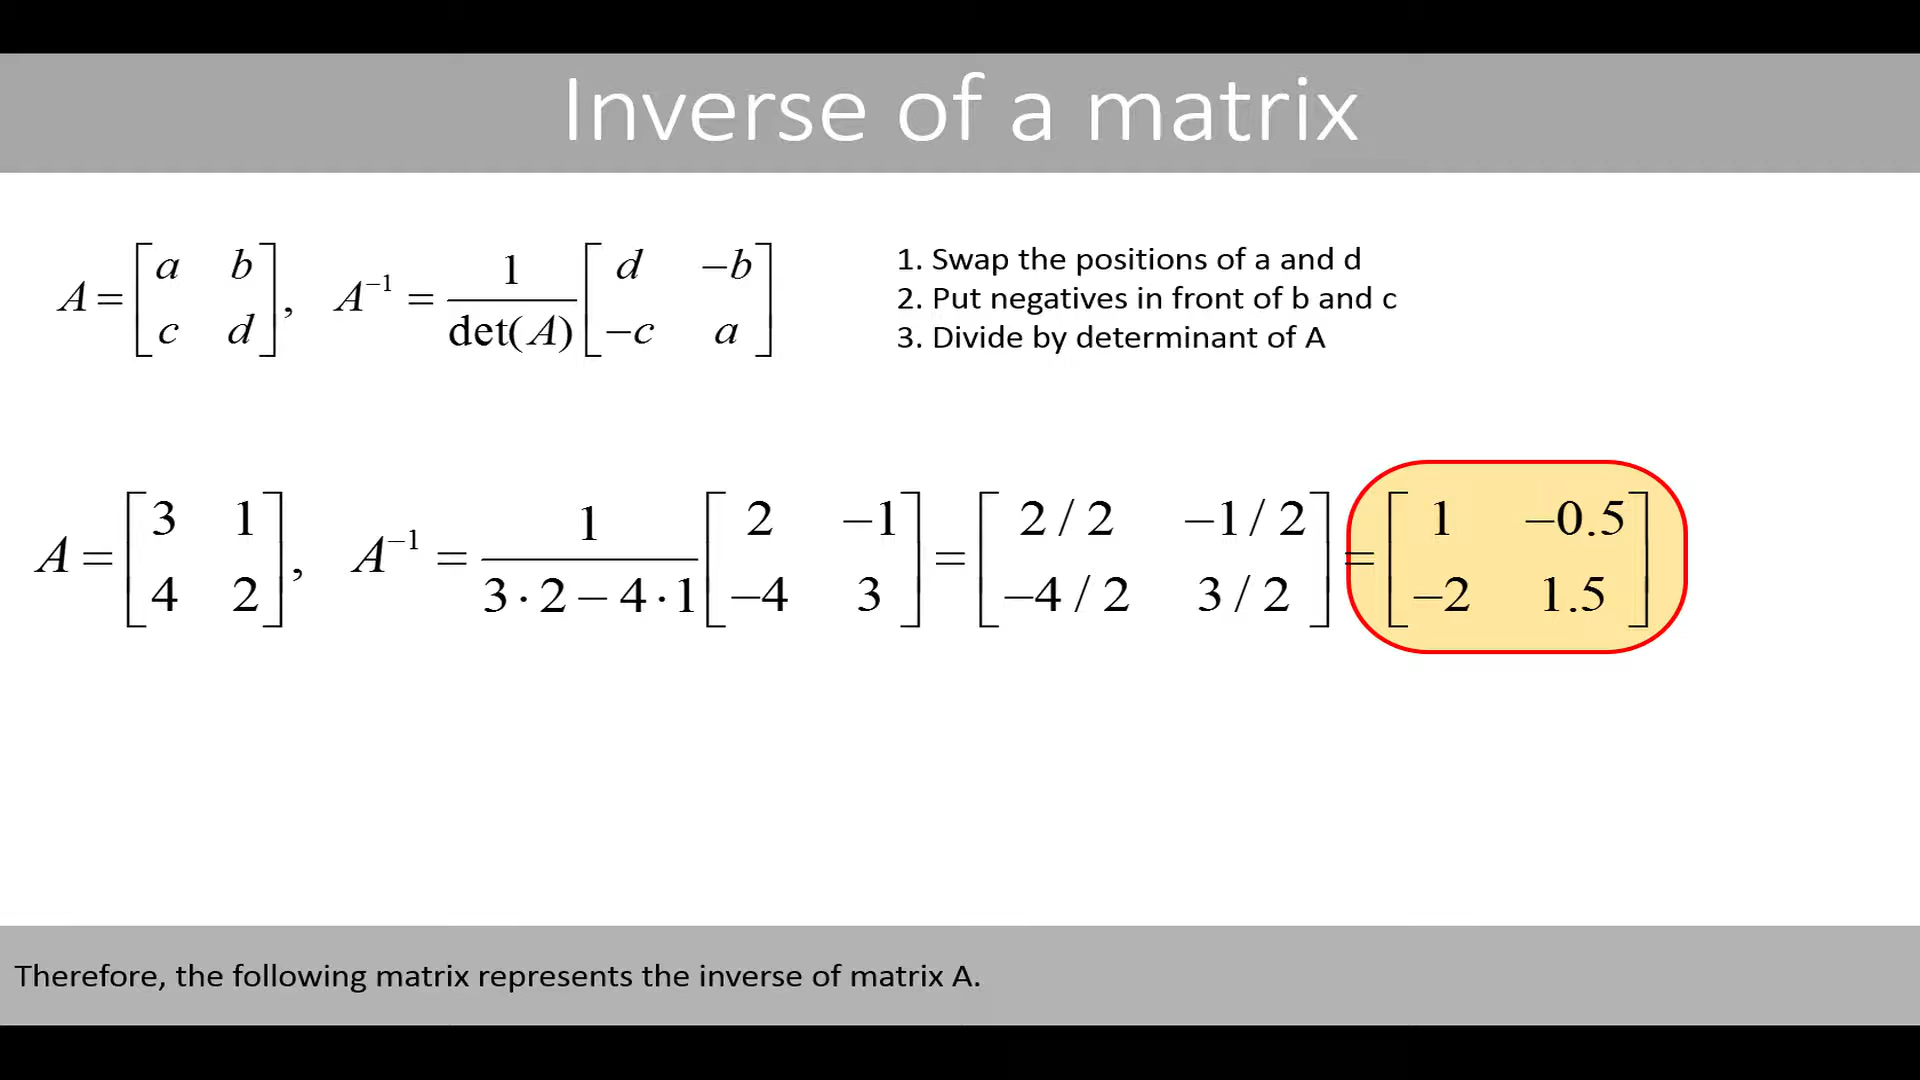 Inverse of a matrix
A = [a b; c d], A⁻¹ = 1/det(A) [d −b; −c a]
1. Swap the positions of a and d
2. Put negatives in front of b and c
3. Divide by determinant of A
A = [3 1; 4 2], A⁻¹ = 1/(3·2 − 4·1) [2 −1; −4 3] = [2/2 −1/2; −4/2 3/2] = [1 −0.5; −2 1.5]
Therefore, the following matrix represents the inverse of matrix A.